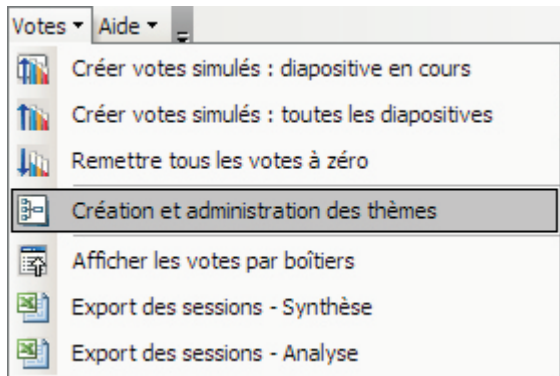 Votes Aide
Créer votes simulés : diapositive en cours
Créer votes simulés : toutes les diapositives
Remettre tous les votes à zéro
Création et administration des thèmes
Afficher les votes par boîtiers
Export des sessions - Synthèse
Export des sessions - Analyse